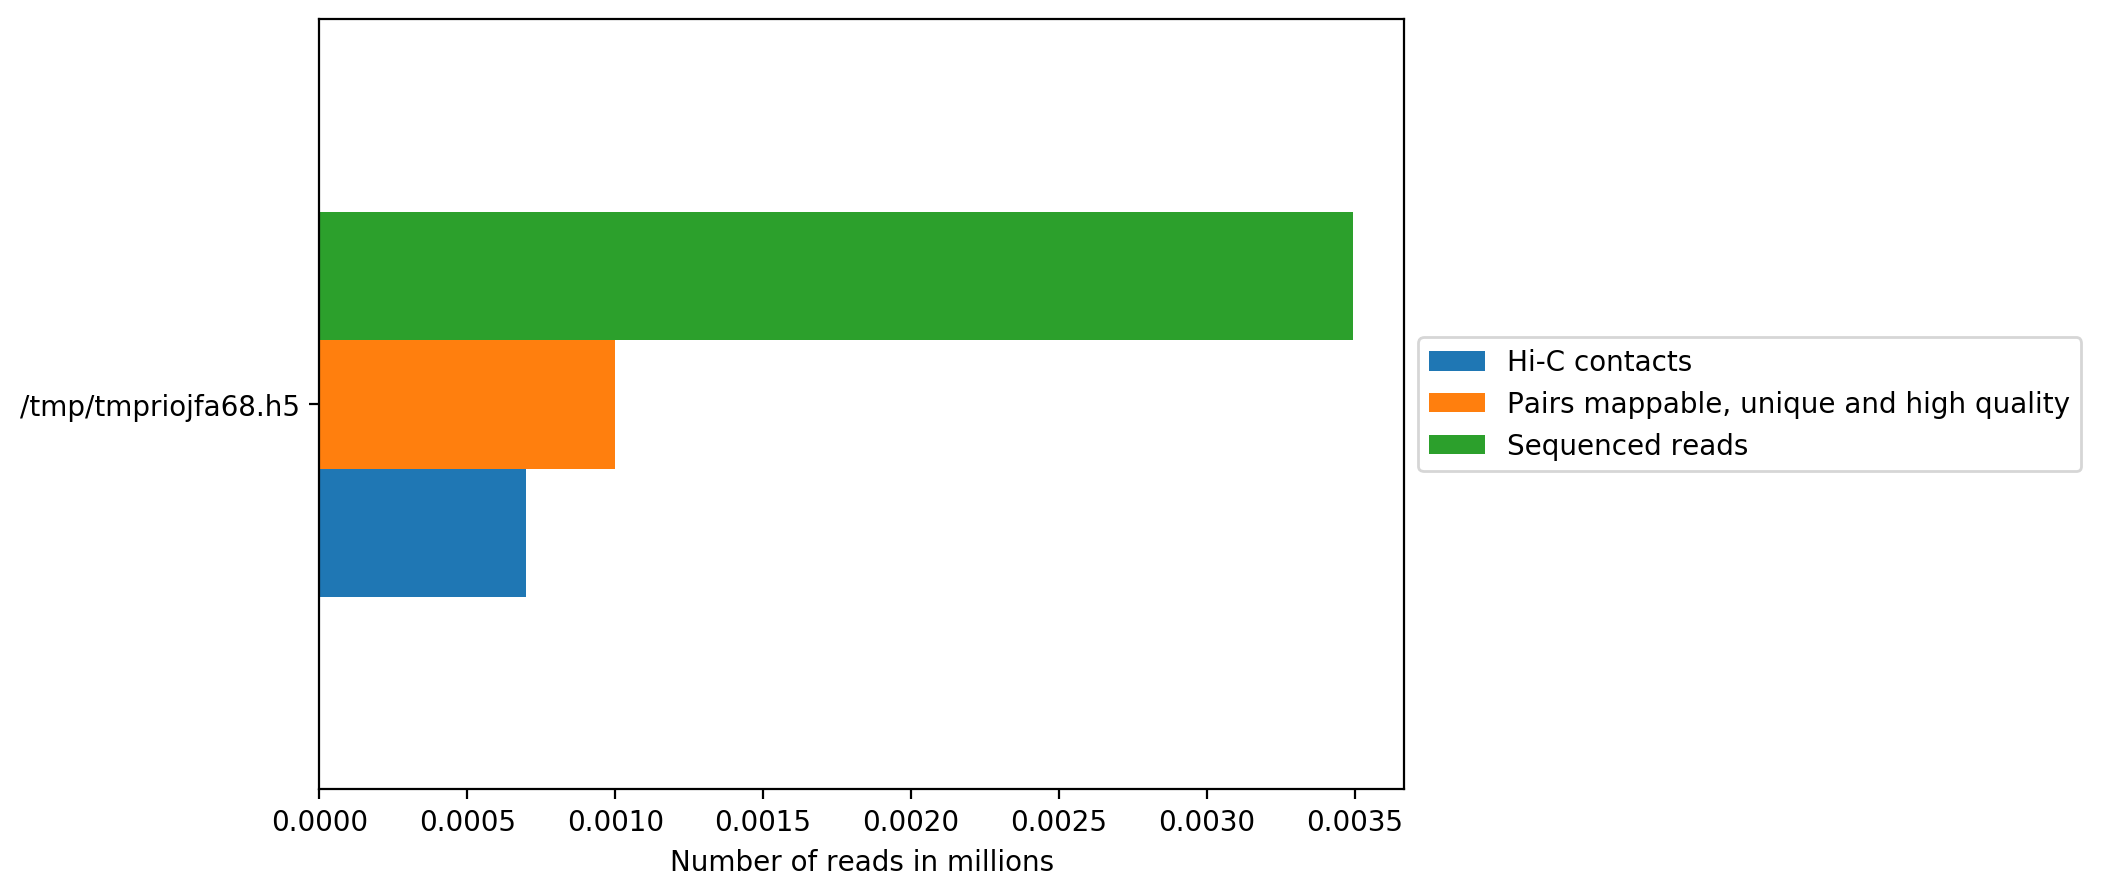 /tmp/tmpriojfa68.h5
Hi-C contacts
Pairs mappable, unique and high quality
Sequenced reads
0.0000 0.0005 0.0010 0.0015 0.0020 0.0025 0.0030 0.0035
Number of reads in millions